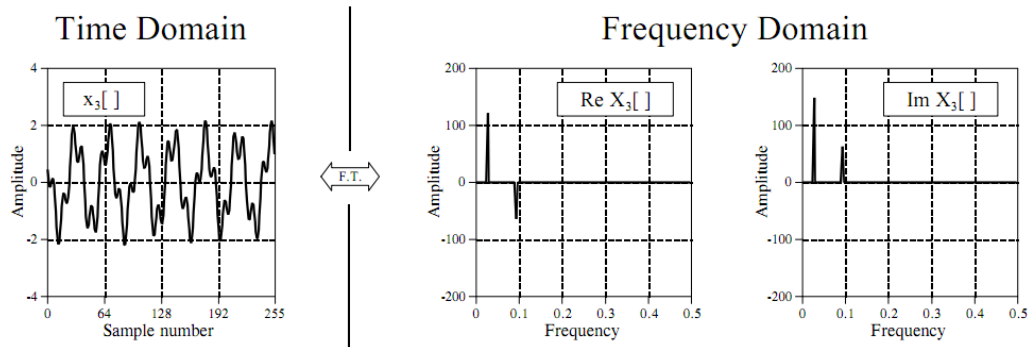 Time Domain
Frequency Domain
x₃[ ]
Amplitude
4
2
0
-2
-4
0 64 128 192 255
Sample number
F.T.
Re X₃[ ]
Amplitude
200
100
0
-100
-200
0 0.1 0.2 0.3 0.4 0.5
Frequency
Im X₃[ ]
Amplitude
200
100
0
-100
-200
0 0.1 0.2 0.3 0.4 0.5
Frequency